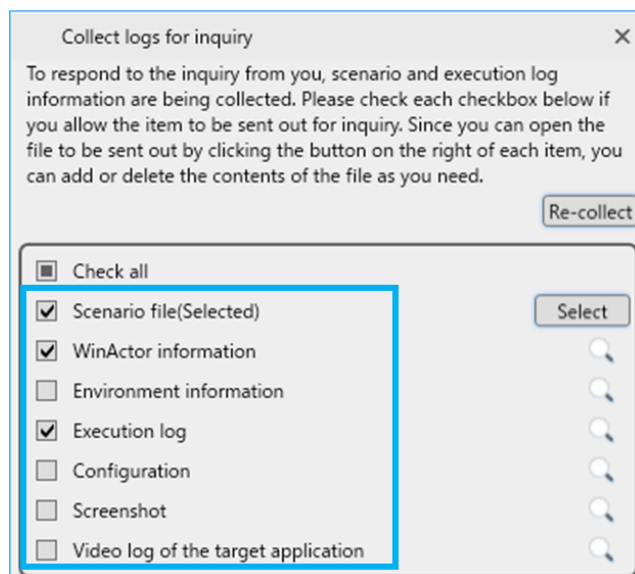 Collect logs for inquiry
To respond to the inquiry from you, scenario and execution log
information are being collected. Please check each checkbox below if
you allow the item to be sent out for inquiry. Since you can open the
file to be sent out by clicking the button on the right of each item, you
can add or delete the contents of the file as you need.
Re-collect
Check all
Scenario file(Selected) Select
WinActor information
Environment information
Execution log
Configuration
Screenshot
Video log of the target application